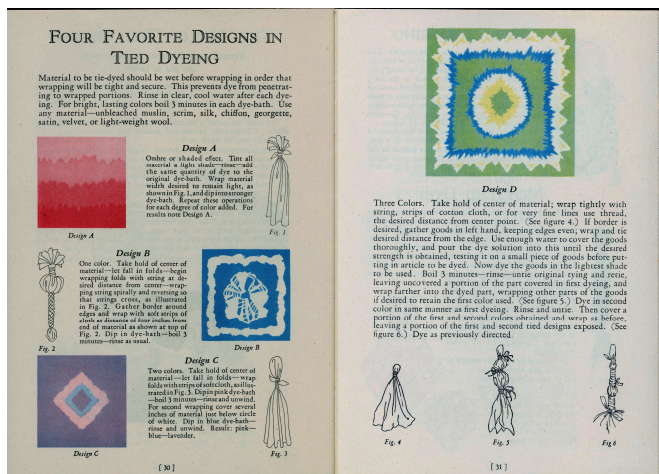 FOUR FAVORITE DESIGNS IN
TIED DYEING
Material to be tie-dyed should be wet before wrapping in order that
wrapping will be tight and secure. This prevents dye from penetrat-
ing to wrapped portions. Rinse in clear, cool water after each dye-
ing. For bright, lasting colors boil 3 minutes in each dye-bath. Use
any material—unbleached muslin, scrim, silk, chiffon, georgette,
satin, velvet, or light-weight wool.
Design A
Ombre or shaded effect. Tint all
material a light shade—rinse—add
the same quantity of dye to the
original dye-bath. Wrap material
width desired to remain light, as
shown in Fig. 1, and dip into stronger
dye-bath. Repeat these operations
for each degree of color added. For
results note Design A.
Design A
Fig. 1
Design B
One color. Take hold of center of
material—let fall in folds—begin
wrapping folds with string at de-
sired distance from center—wrap-
ping string spirally and reversing so
that strings cross, as illustrated
in Fig. 2. Gather border around
edges and wrap with soft strips of
cloth at distance of four inches from
end of material as shown at top of
Fig. 2. Dip in dye-bath—boil 3
minutes—rinse as usual.
Fig. 2
Design B
Design C
Two colors. Take hold of center of
material—let fall in folds—wrap
folds with strips of soft cloth, as illus-
trated in Fig. 3. Dip in pink dye-bath
—boil 3 minutes—rinse and unwind.
For second wrapping cover several
inches of material just below circle
of white. Dip in blue dye-bath—
rinse and unwind. Result: pink—
blue—lavender.
Design C
Fig. 3
[ 30 ]
Design D
Three Colors. Take hold of center of material; wrap tightly with
string, strips of cotton cloth, or for very fine lines use thread,
the desired distance from center point. (See figure 4.) If border is
desired, gather goods in left hand, keeping edges even; wrap and tie
desired distance from the edge. Use enough water to cover the goods
thoroughly, and pour the dye solution into this until the desired
strength is obtained, testing it on a small piece of goods before put-
ting in article to be dyed. Now dye the goods in the lightest shade
to be used. Boil 3 minutes—rinse—untie original tying and retie,
leaving uncovered a portion of the part covered in first dyeing, and
wrap farther into the dyed part, wrapping other parts of the goods
if desired to retain the first color used. (See figure 5.) Dye in second
color in same manner as first dyeing. Rinse and untie. Then cover a
portion of the first and second colors obtained and wrap as before,
leaving a portion of the first and second tied designs exposed. (See
figure 6.) Dye as previously directed.
Fig. 4
Fig. 5
Fig 6
[ 31 ]